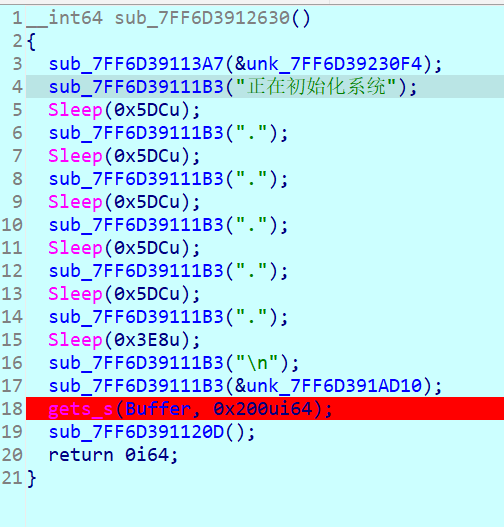 1 __int64 sub_7FF6D3912630()
2 {
3 sub_7FF6D39113A7(&unk_7FF6D39230F4);
4 sub_7FF6D39111B3("正在初始化系统");
5 Sleep(0x5DCu);
6 sub_7FF6D39111B3(".");
7 Sleep(0x5DCu);
8 sub_7FF6D39111B3(".");
9 Sleep(0x5DCu);
10 sub_7FF6D39111B3(".");
11 Sleep(0x5DCu);
12 sub_7FF6D39111B3(".");
13 Sleep(0x5DCu);
14 sub_7FF6D39111B3(".");
15 Sleep(0x3E8u);
16 sub_7FF6D39111B3("\n");
17 sub_7FF6D39111B3(&unk_7FF6D391AD10);
18 gets_s(Buffer, 0x200ui64);
19 sub_7FF6D391120D();
20 return 0i64;
21 }